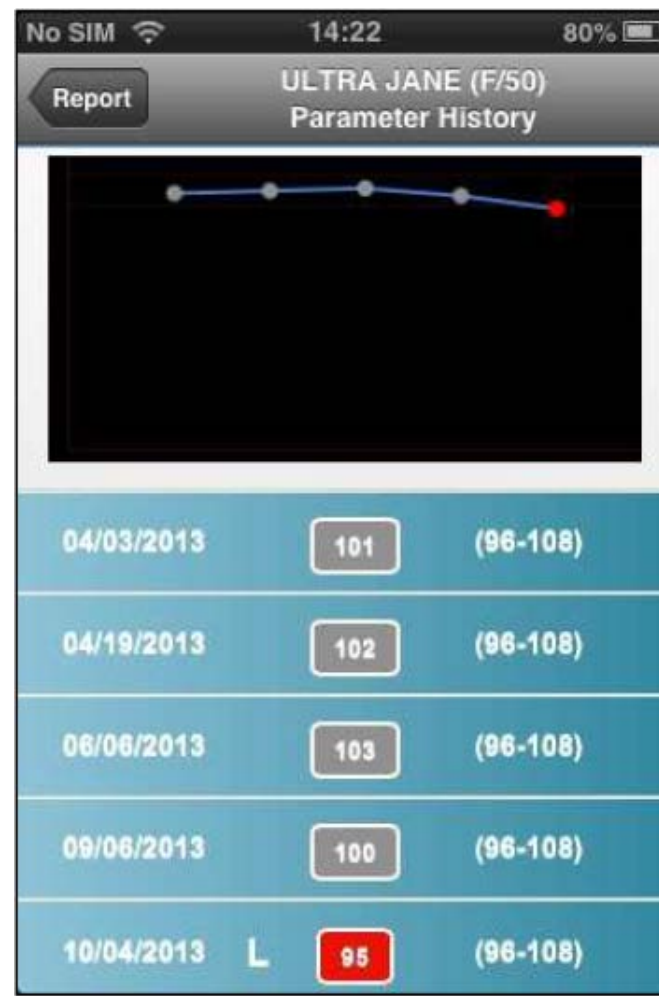 No SIM 14:22 80%
Report
ULTRA JANE (F/50)
Parameter History
04/03/2013 101 (96-108)
04/19/2013 102 (96-108)
06/06/2013 103 (96-108)
09/06/2013 100 (96-108)
10/04/2013 L 95 (96-108)